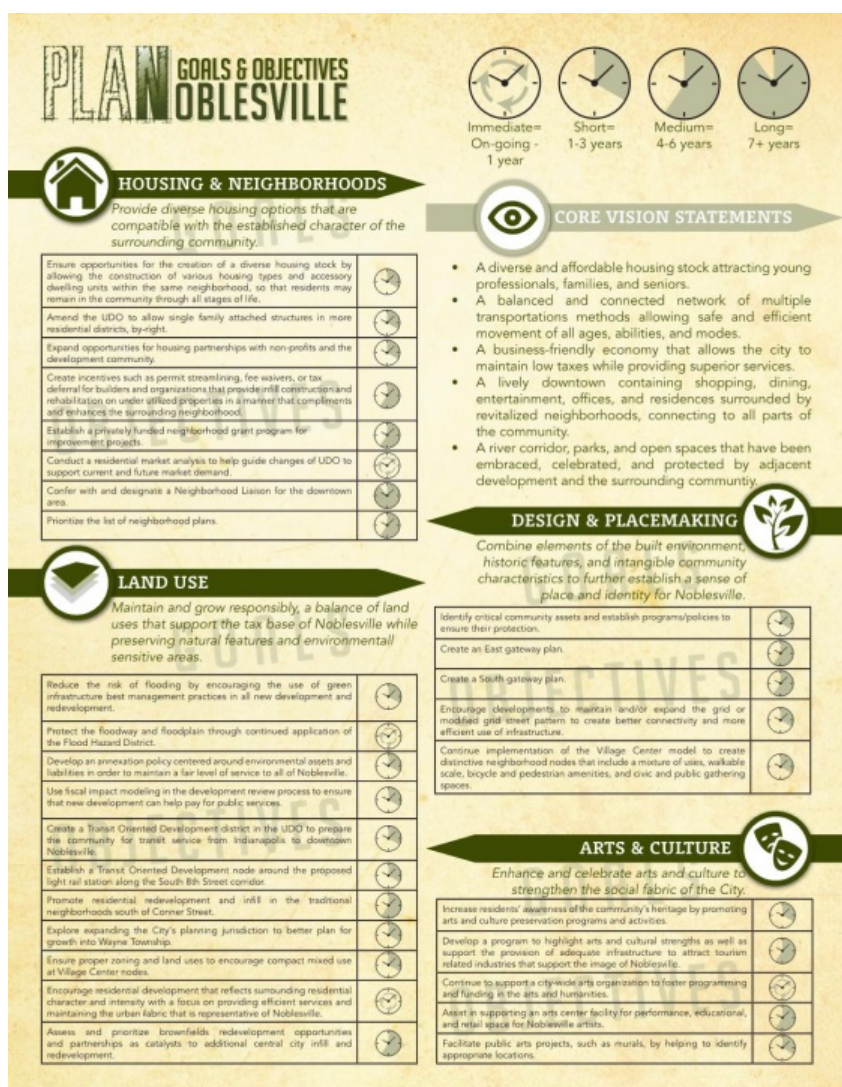 PLAN GOALS & OBJECTIVES
NOBLESVILLE
Immediate=
On-going -
1 year
Short=
1-3 years
Medium=
4-6 years
Long=
7+ years
HOUSING & NEIGHBORHOODS
GOALS
Provide diverse housing options that are
compatible with the established character of the
surrounding community.
OBJECTIVES
Ensure opportunities for the creation of a diverse housing stock by
allowing the construction of various housing types and accessory
dwelling units within the same neighborhood, so that residents may
remain in the community through all stages of life.
Amend the UDO to allow single family attached structures in more
residential districts, by-right.
Expand opportunities for housing partnerships with non-profits and the
development community.
Create incentives such as permit streamlining, fee waivers, or tax
deferral for builders and organizations that provide infill construction and
rehabilitation on under utilized properties in a manner that compliments
and enhances the surrounding neighborhood.
Establish a privately funded neighborhood grant program for
improvement projects.
Conduct a residential market analysis to help guide changes of UDO to
support current and future market demand.
Confer with and designate a Neighborhood Liaison for the downtown
area.
Prioritize the list of neighborhood plans.
LAND USE
GOALS
Maintain and grow responsibly, a balance of land
uses that support the tax base of Noblesville while
preserving natural features and environmentall
sensitive areas.
OBJECTIVES
Reduce the risk of flooding by encouraging the use of green
infrastructure best management practices in all new development and
redevelopment.
Protect the floodway and floodplain through continued application of
the Flood Hazard District.
Develop an annexation policy centered around environmental assets and
liabilities in order to maintain a fair level of service to all of Noblesville.
Use fiscal impact modeling in the development review process to ensure
that new development can help pay for public services.
Create a Transit Oriented Development district in the UDO to prepare
the community for transit service from Indianapolis to downtown
Noblesville.
Establish a Transit Oriented Development node around the proposed
light rail station along the South 8th Street corridor.
Promote residential redevelopment and infill in the traditional
neighborhoods south of Conner Street.
Explore expanding the City's planning jurisdiction to better plan for
growth into Wayne Township.
Ensure proper zoning and land uses to encourage compact mixed use
at Village Center nodes.
Encourage residential development that reflects surrounding residential
character and intensity with a focus on providing efficient services and
maintaining the urban fabric that is representative of Noblesville.
Assess and prioritize brownfields redevelopment opportunities
and partnerships as catalysts to additional central city infill and
redevelopment.
CORE VISION STATEMENTS
• A diverse and affordable housing stock attracting young
professionals, families, and seniors.
• A balanced and connected network of multiple
transportations methods allowing safe and efficient
movement of all ages, abilities, and modes.
• A business-friendly economy that allows the city to
maintain low taxes while providing superior services.
• A lively downtown containing shopping, dining,
entertainment, offices, and residences surrounded by
revitalized neighborhoods, connecting to all parts of
the community.
• A river corridor, parks, and open spaces that have been
embraced, celebrated, and protected by adjacent
development and the surrounding communtiy.
DESIGN & PLACEMAKING
GOALS
Combine elements of the built environment,
historic features, and intangible community
characteristics to further establish a sense of
place and identity for Noblesville.
OBJECTIVES
Identify critical community assets and establish programs/policies to
ensure their protection.
Create an East gateway plan.
Create a South gateway plan.
Encourage developments to maintain and/or expand the grid or
modified grid street pattern to create better connectivity and more
efficient use of infrastructure.
Continue implementation of the Village Center model to create
distinctive neighborhood nodes that include a mixture of uses, walkable
scale, bicycle and pedestrian amenities, and civic and public gathering
spaces.
ARTS & CULTURE
GOALS
Enhance and celebrate arts and culture to
strengthen the social fabric of the City.
OBJECTIVES
Increase residents' awareness of the community's heritage by promoting
arts and culture preservation programs and activities.
Develop a program to highlight arts and cultural strengths as well as
support the provision of adequate infrastructure to attract tourism
related industries that support the image of Noblesville.
Continue to support a city-wide arts organization to foster programming
and funding in the arts and humanities.
Assist in supporting an arts center facility for performance, educational,
and retail space for Noblesville artists.
Facilitate public arts projects, such as murals, by helping to identify
appropriate locations.